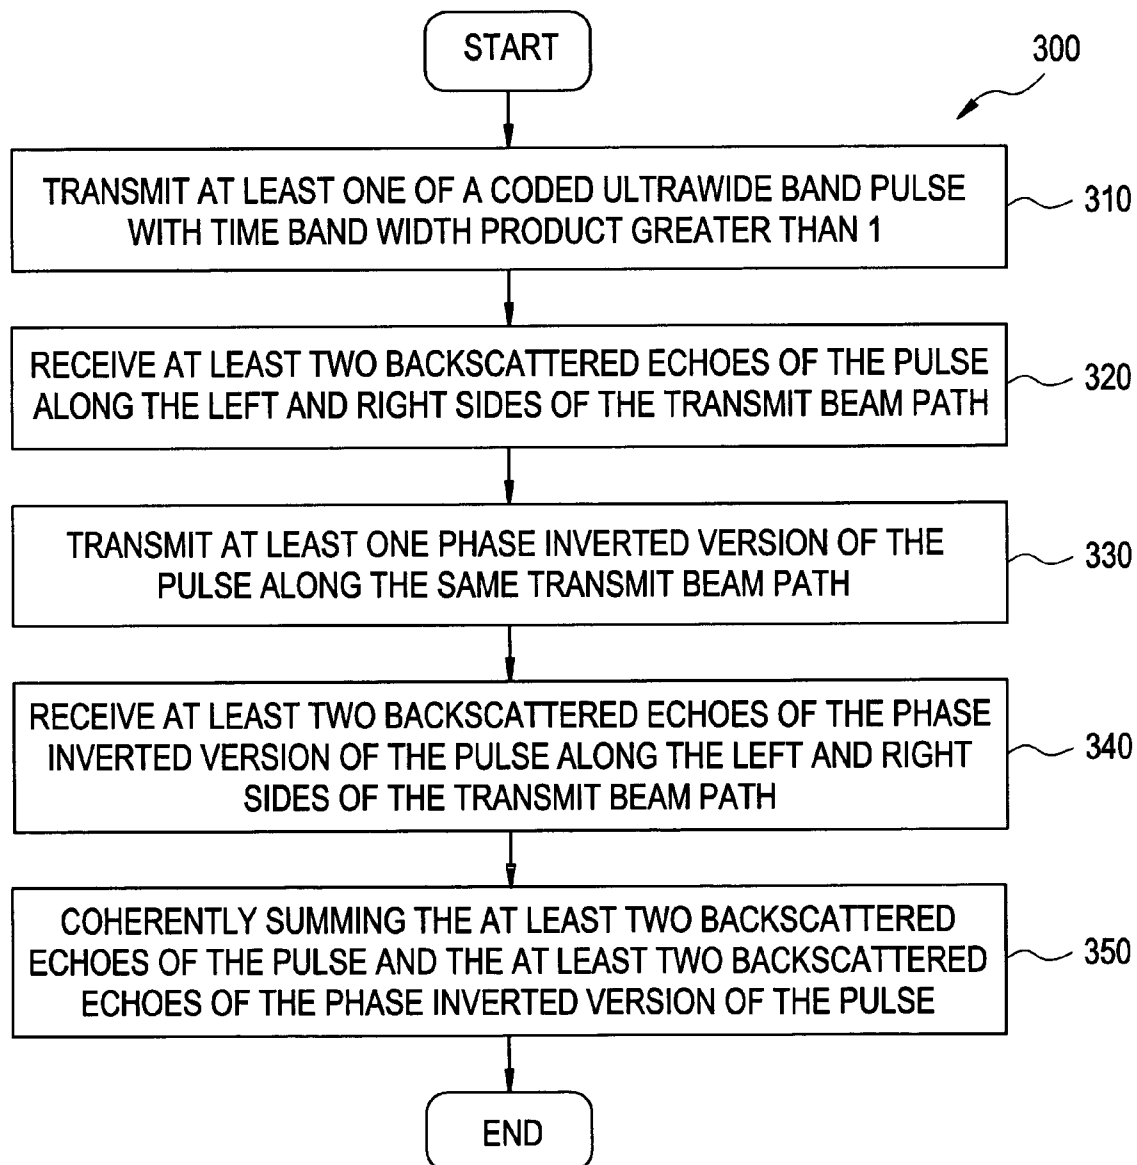 START
300
TRANSMIT AT LEAST ONE OF A CODED ULTRAWIDE BAND PULSE
WITH TIME BAND WIDTH PRODUCT GREATER THAN 1
310
RECEIVE AT LEAST TWO BACKSCATTERED ECHOES OF THE PULSE
ALONG THE LEFT AND RIGHT SIDES OF THE TRANSMIT BEAM PATH
320
TRANSMIT AT LEAST ONE PHASE INVERTED VERSION OF THE
PULSE ALONG THE SAME TRANSMIT BEAM PATH
330
RECEIVE AT LEAST TWO BACKSCATTERED ECHOES OF THE PHASE
INVERTED VERSION OF THE PULSE ALONG THE LEFT AND RIGHT
SIDES OF THE TRANSMIT BEAM PATH
340
COHERENTLY SUMMING THE AT LEAST TWO BACKSCATTERED
ECHOES OF THE PULSE AND THE AT LEAST TWO BACKSCATTERED
ECHOES OF THE PHASE INVERTED VERSION OF THE PULSE
350
END